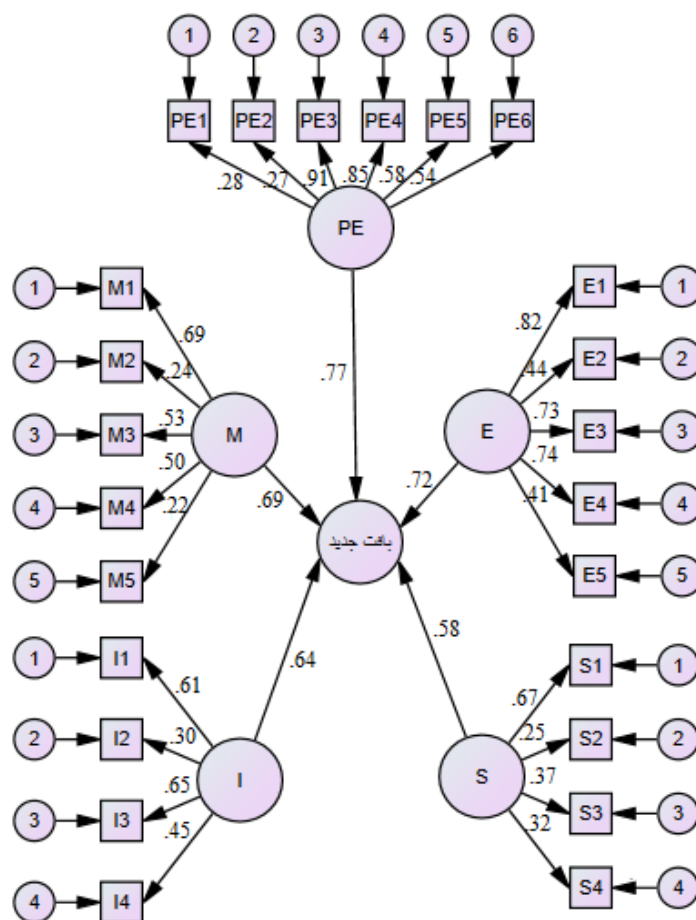 1 2 3 4 5 6
PE1 PE2 PE3 PE4 PE5 PE6
.28 .27 .91 .85 .58 .54
PE
.77
1 M1
2 M2
3 M3
4 M4
5 M5
.69
.24
.53
.50
.22
M
.69
E1 1
E2 2
E3 3
E4 4
E5 5
.82
.44
.73
.74
.41
E
.72
بافت جدید
1 I1
2 I2
3 I3
4 I4
.61
.30
.65
.45
I
.64
S1 1
S2 2
S3 3
S4 4
.67
.25
.37
.32
S
.58